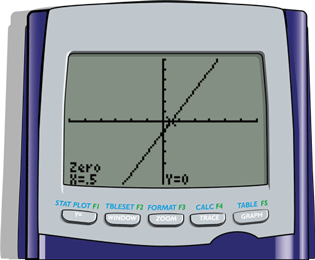 Zero
X=.5 Y=0
STAT PLOT F1 TBLSET F2 FORMAT F3 CALC F4 TABLE F5
Y= WINDOW ZOOM TRACE GRAPH